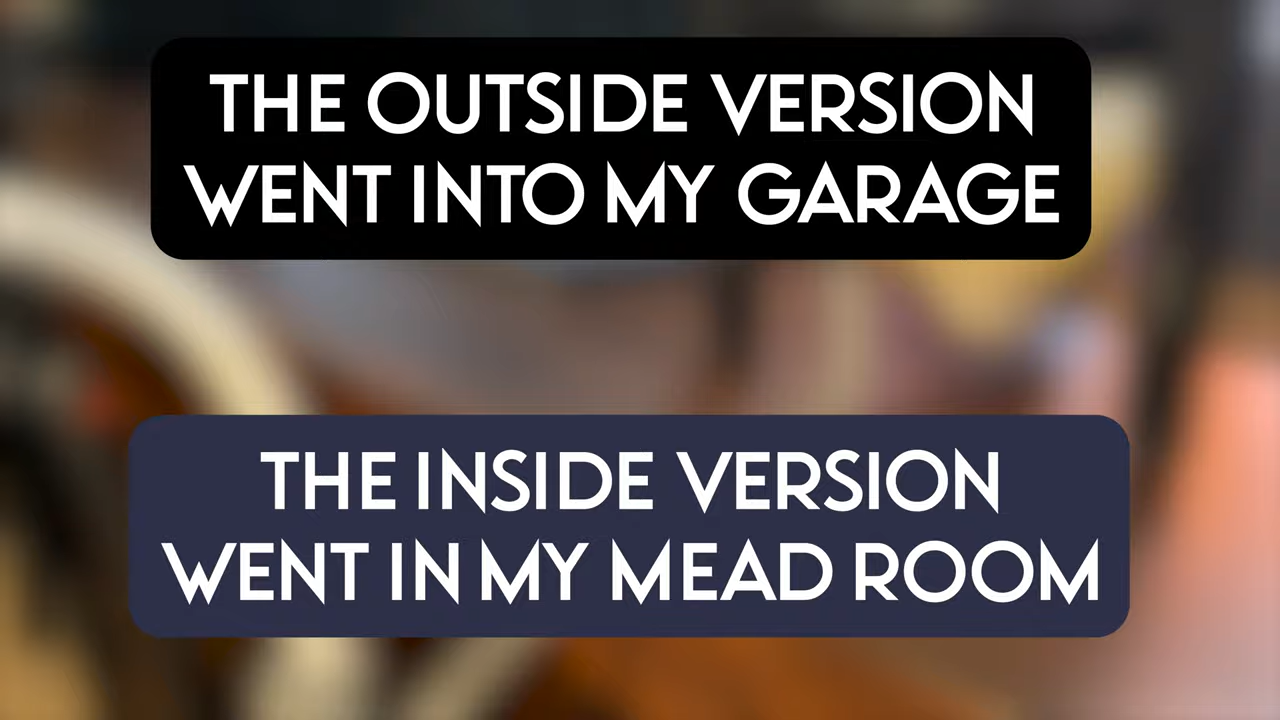 THE OUTSIDE VERSION
WENT INTO MY GARAGE
THE INSIDE VERSION
WENT IN MY MEAD ROOM